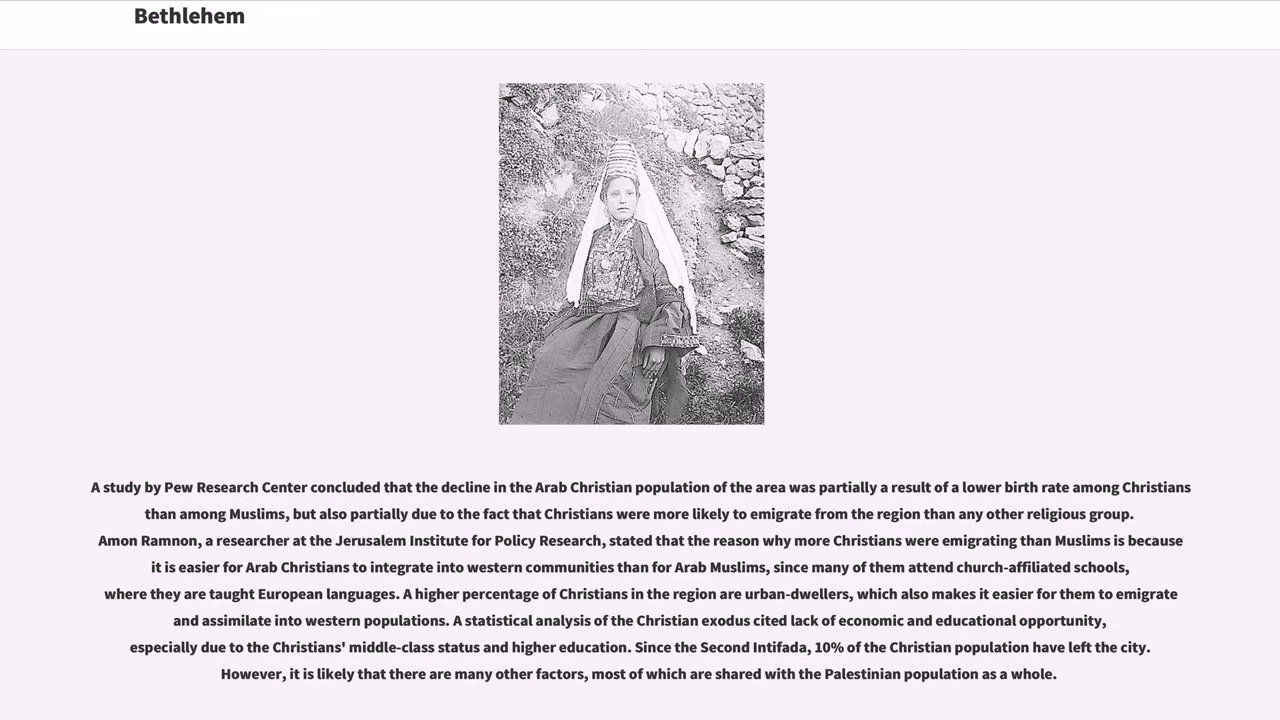 Bethlehem
A study by Pew Research Center concluded that the decline in the Arab Christian population of the area was partially a result of a lower birth rate among Christians
than among Muslims, but also partially due to the fact that Christians were more likely to emigrate from the region than any other religious group.
Amon Ramnon, a researcher at the Jerusalem Institute for Policy Research, stated that the reason why more Christians were emigrating than Muslims is because
it is easier for Arab Christians to integrate into western communities than for Arab Muslims, since many of them attend church-affiliated schools,
where they are taught European languages. A higher percentage of Christians in the region are urban-dwellers, which also makes it easier for them to emigrate
and assimilate into western populations. A statistical analysis of the Christian exodus cited lack of economic and educational opportunity,
especially due to the Christians' middle-class status and higher education. Since the Second Intifada, 10% of the Christian population have left the city.
However, it is likely that there are many other factors, most of which are shared with the Palestinian population as a whole.